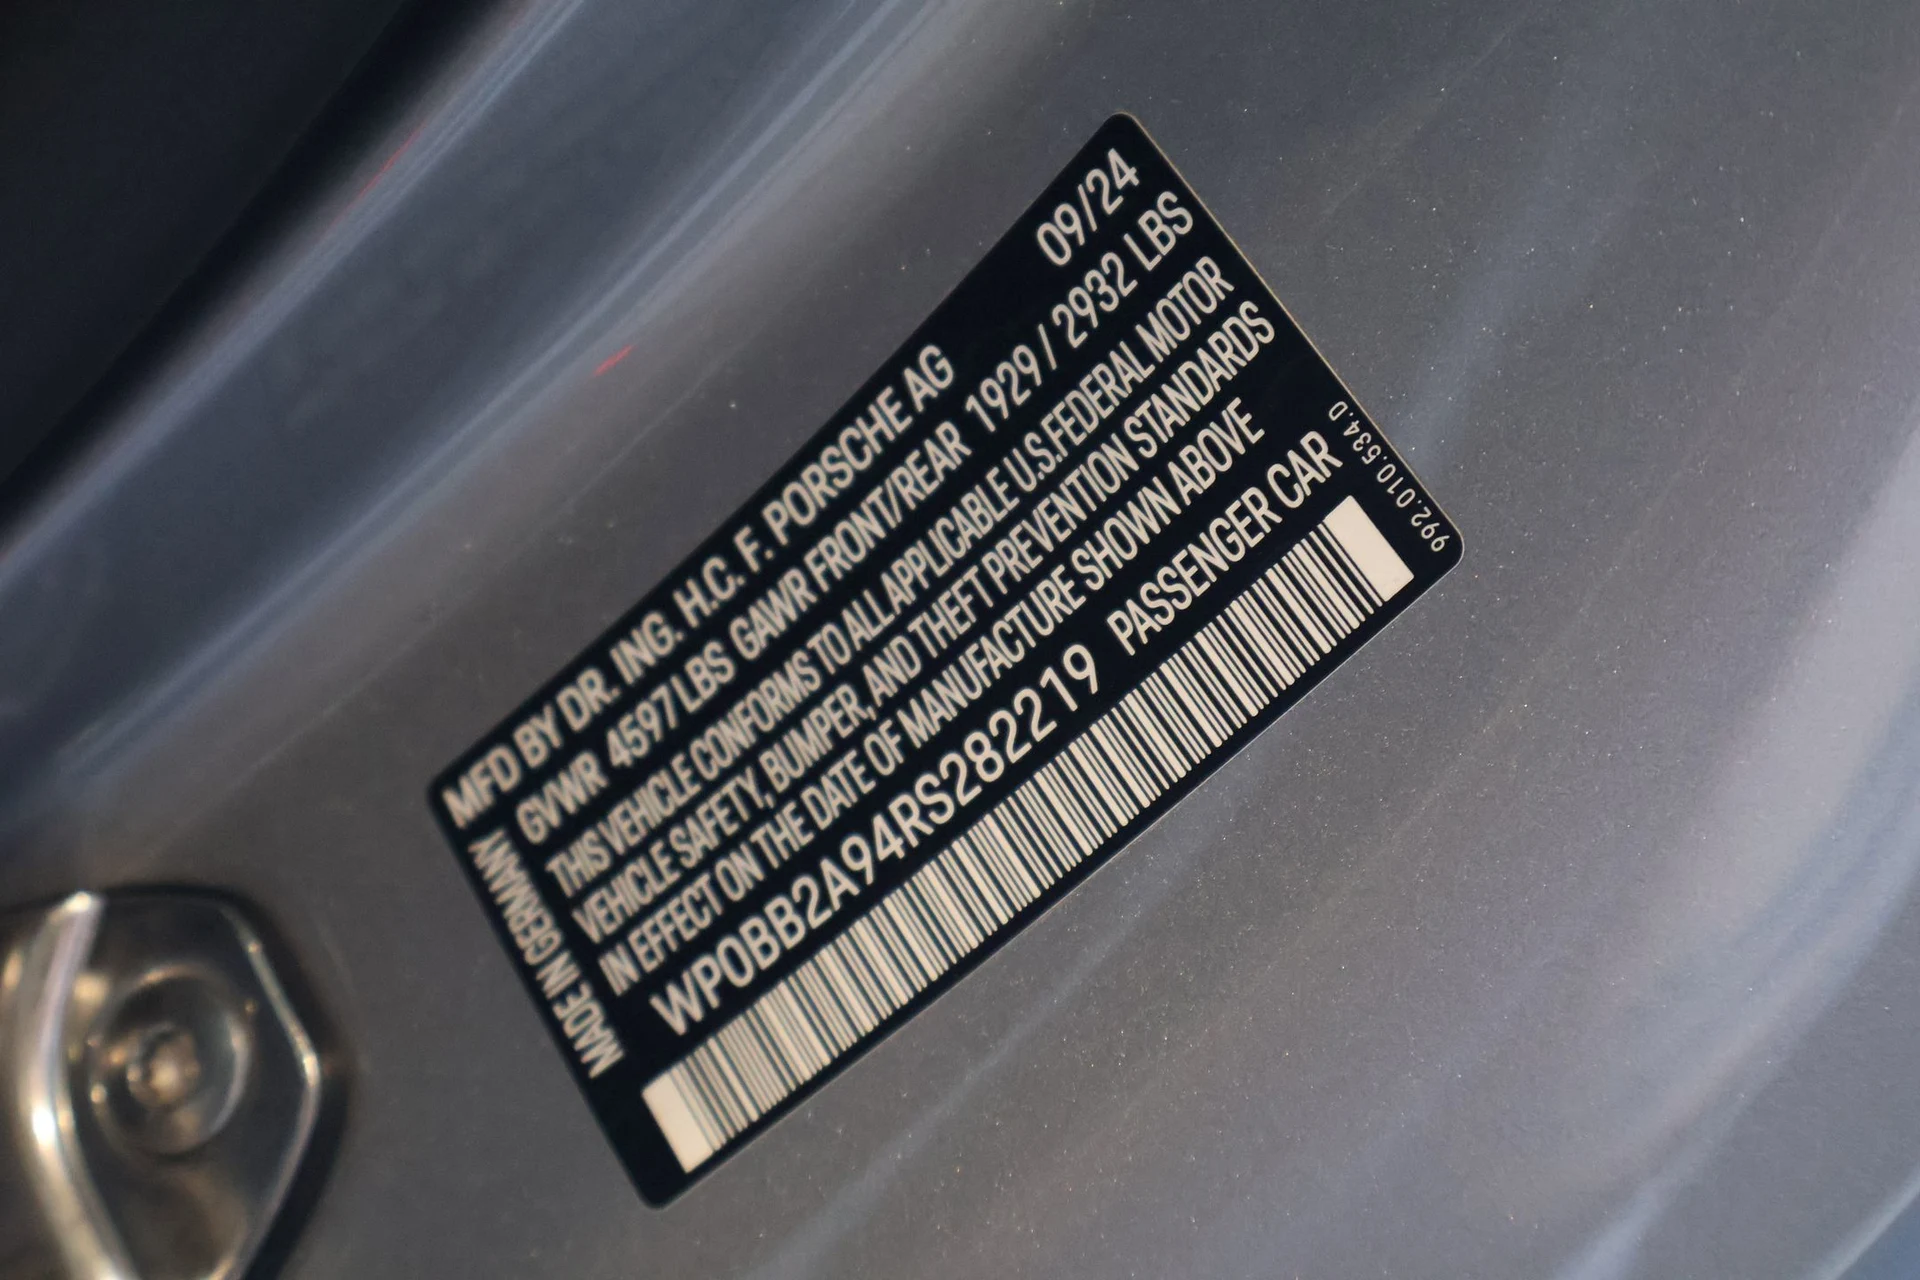 MFD BY DR. ING. H.C. F. PORSCHE AG 09/24
GVWR 4597 LBS GAWR FRONT/REAR 1929 / 2932 LBS
THIS VEHICLE CONFORMS TO ALL APPLICABLE U.S.FEDERAL MOTOR
VEHICLE SAFETY, BUMPER, AND THEFT PREVENTION STANDARDS
IN EFFECT ON THE DATE OF MANUFACTURE SHOWN ABOVE
WP0BB2A94RS282219 PASSENGER CAR
MADE IN GERMANY
992.010.534.D